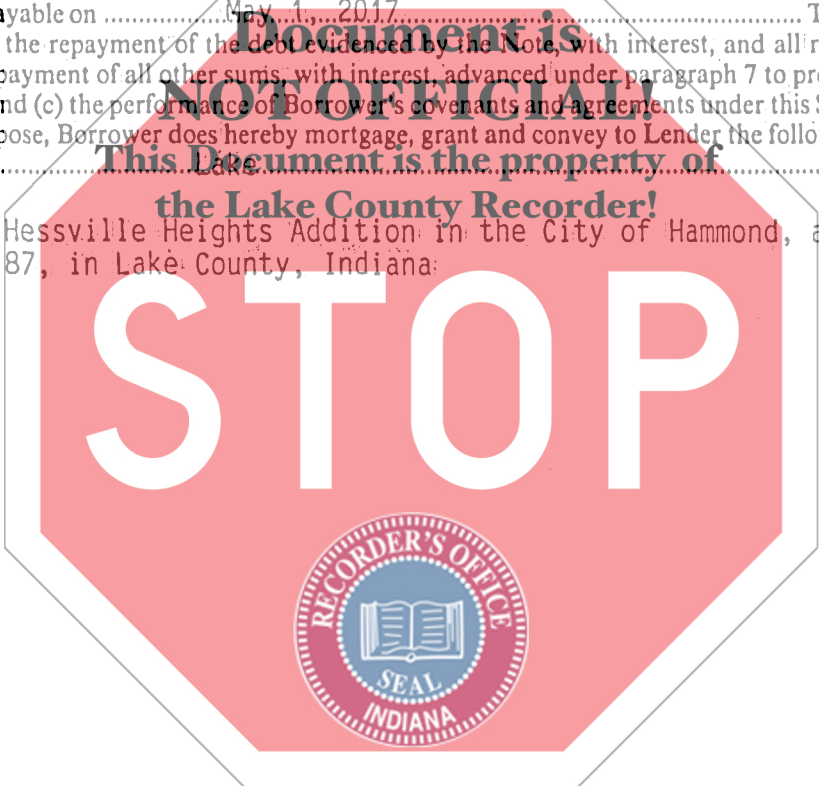 ayable on May 1, 2017 T
Document is
the repayment of the debt evidenced by the Note, with interest, and all r
payment of all other sums, with interest, advanced under paragraph 7 to pr
NOT OFFICIAL!
nd (c) the performance of Borrower's covenants and agreements under this S
pose, Borrower does hereby mortgage, grant and convey to Lender the follo
This Document is the property of
Lake
the Lake County Recorder!
Hessville Heights Addition in the City of Hammond, a
87, in Lake County, Indiana
STOP
RECORDER'S OFFICE
SEAL
INDIANA